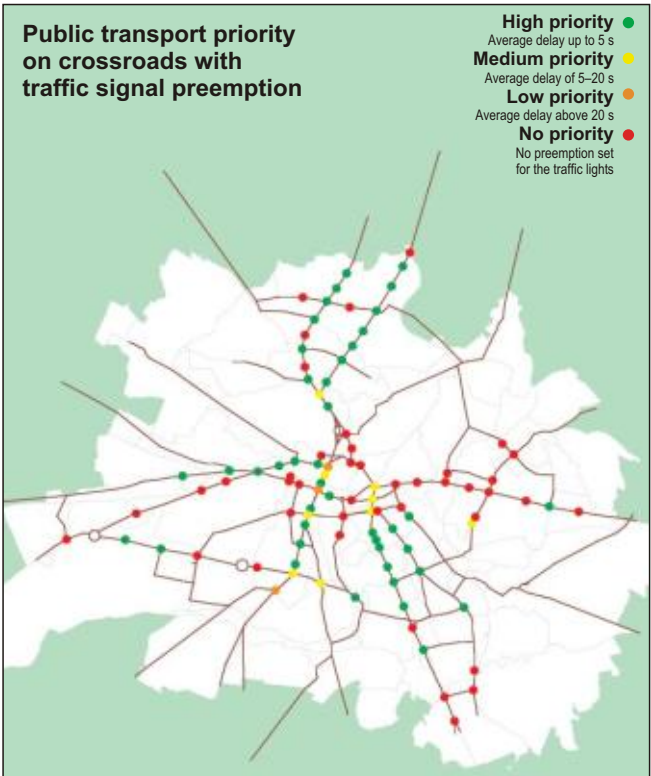 Public transport priority
on crossroads with
traffic signal preemption
High priority
Average delay up to 5 s
Medium priority
Average delay of 5–20 s
Low priority
Average delay above 20 s
No priority
No preemption set
for the traffic lights